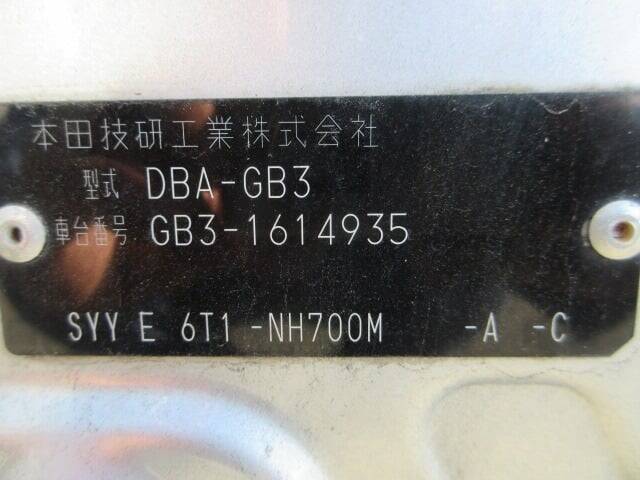 本田技研工業株式会社
型式 DBA-GB3
車台番号 GB3-1614935
SYY E 6T1 -NH700M -A -C